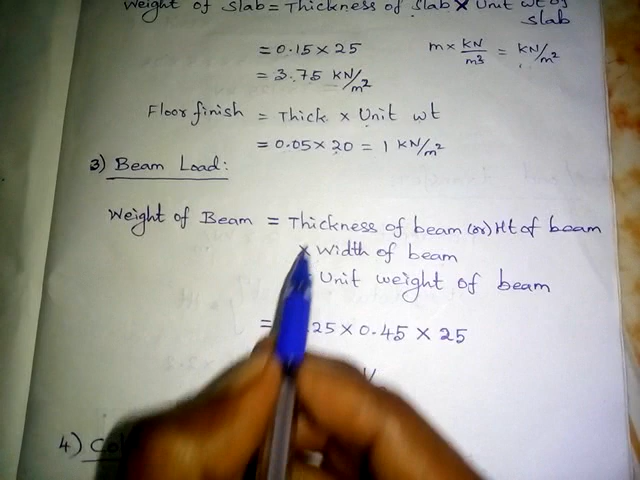 Weight of Slab = Thickness of Slab × Unit wt of slab
= 0.15 × 25 m × KN/m³ = KN/m²
= 3.75 KN/m²
Floor finish = Thick × Unit wt
= 0.05 × 20 = 1 KN/m²
3) Beam Load:
Weight of Beam = Thickness of beam (or) Ht of beam
× Width of beam
Unit weight of beam
= .25 × 0.45 × 25
4)